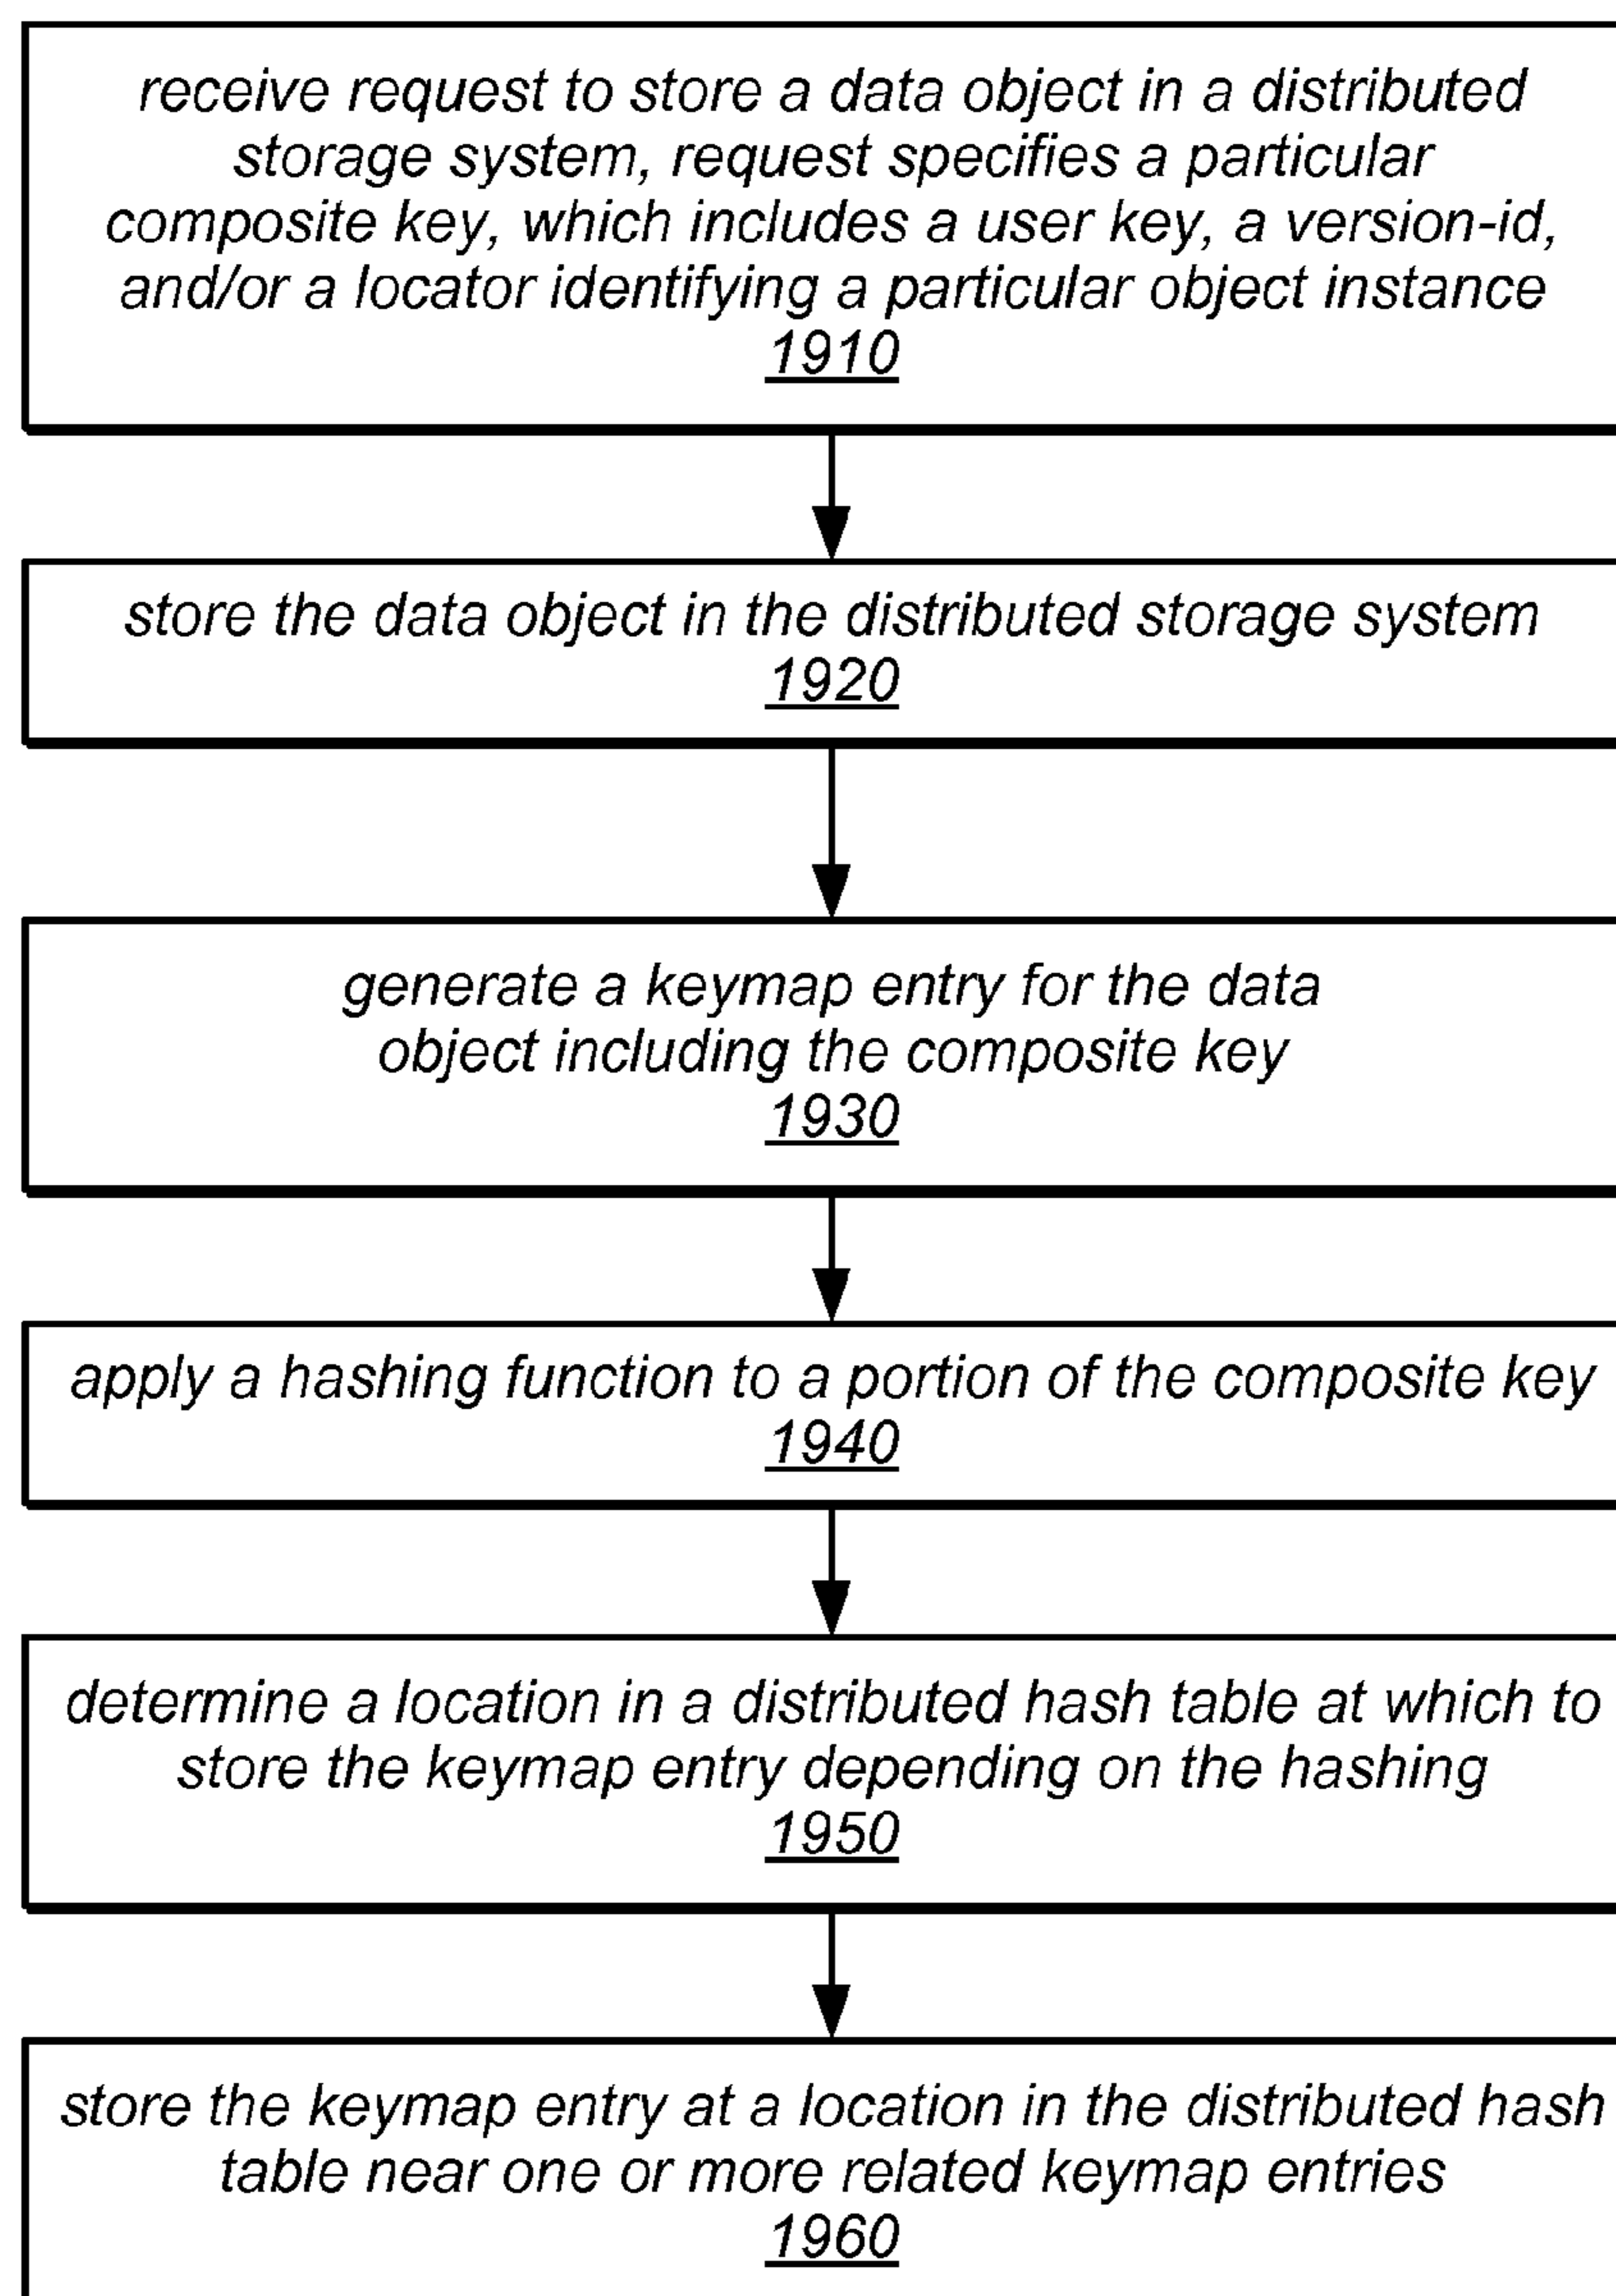 receive request to store a data object in a distributed
storage system, request specifies a particular
composite key, which includes a user key, a version-id,
and/or a locator identifying a particular object instance
1910
store the data object in the distributed storage system
1920
generate a keymap entry for the data
object including the composite key
1930
apply a hashing function to a portion of the composite key
1940
determine a location in a distributed hash table at which to
store the keymap entry depending on the hashing
1950
store the keymap entry at a location in the distributed hash
table near one or more related keymap entries
1960